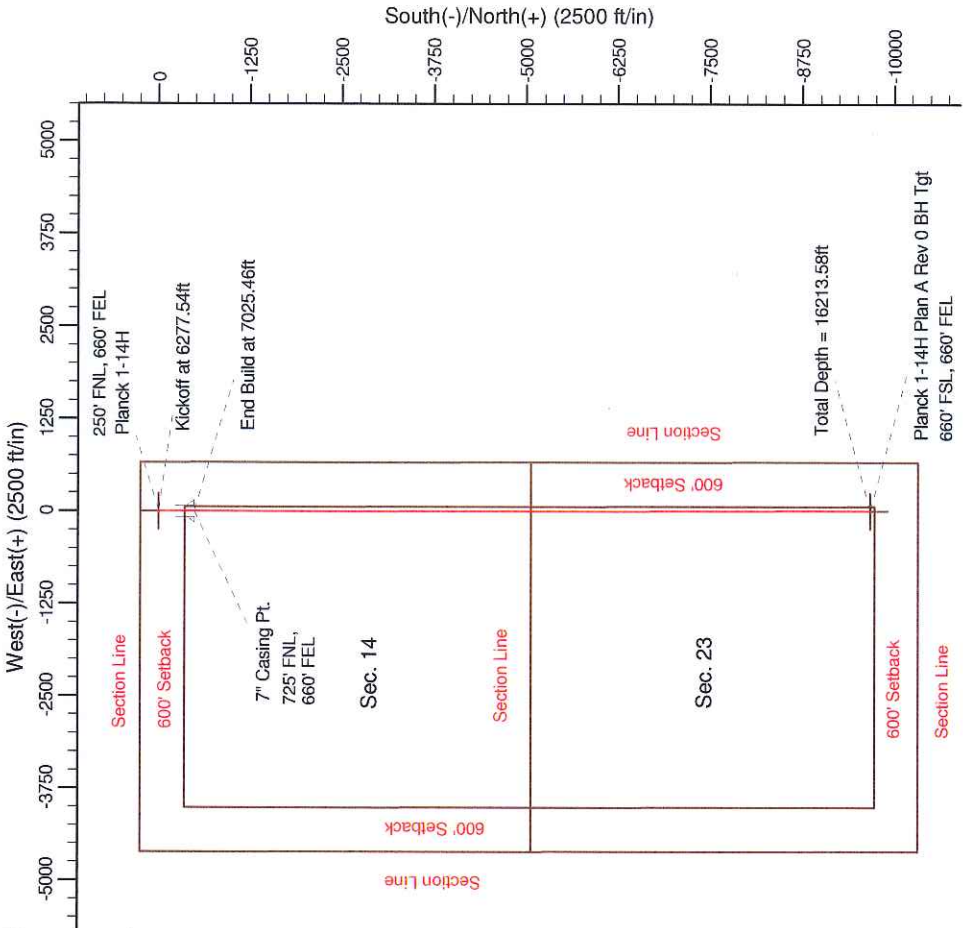 South(-)/North(+) (2500 ft/in)
0
-1250
-2500
-3750
-5000
-6250
-7500
-8750
-10000
West(-)/East(+) (2500 ft/in)
5000
3750
2500
1250
0
-1250
-2500
-3750
-5000
250' FNL, 660' FEL
Planck 1-14H
Kickoff at 6277.54ft
End Build at 7025.46ft
Total Depth = 16213.58ft
Planck 1-14H Plan A Rev 0 BH Tgt
660' FSL, 660' FEL
Section Line
600' Setback
7" Casing Pt.
725' FNL,
660' FEL
Section Line
600' Setback
Sec. 14
Section Line
Sec. 23
600' Setback
Section Line
600' Setback
Section Line